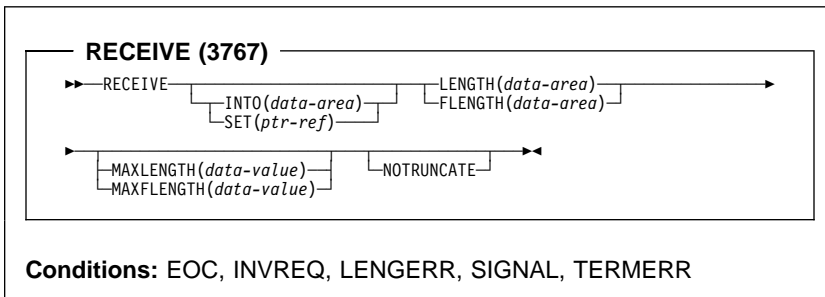 RECEIVE (3767)
RECEIVE LENGTH(data-area)
INTO(data-area) FLENGTH(data-area)
SET(ptr-ref)
MAXLENGTH(data-value) NOTRUNCATE
MAXFLENGTH(data-value)
Conditions: EOC, INVREQ, LENGERR, SIGNAL, TERMERR